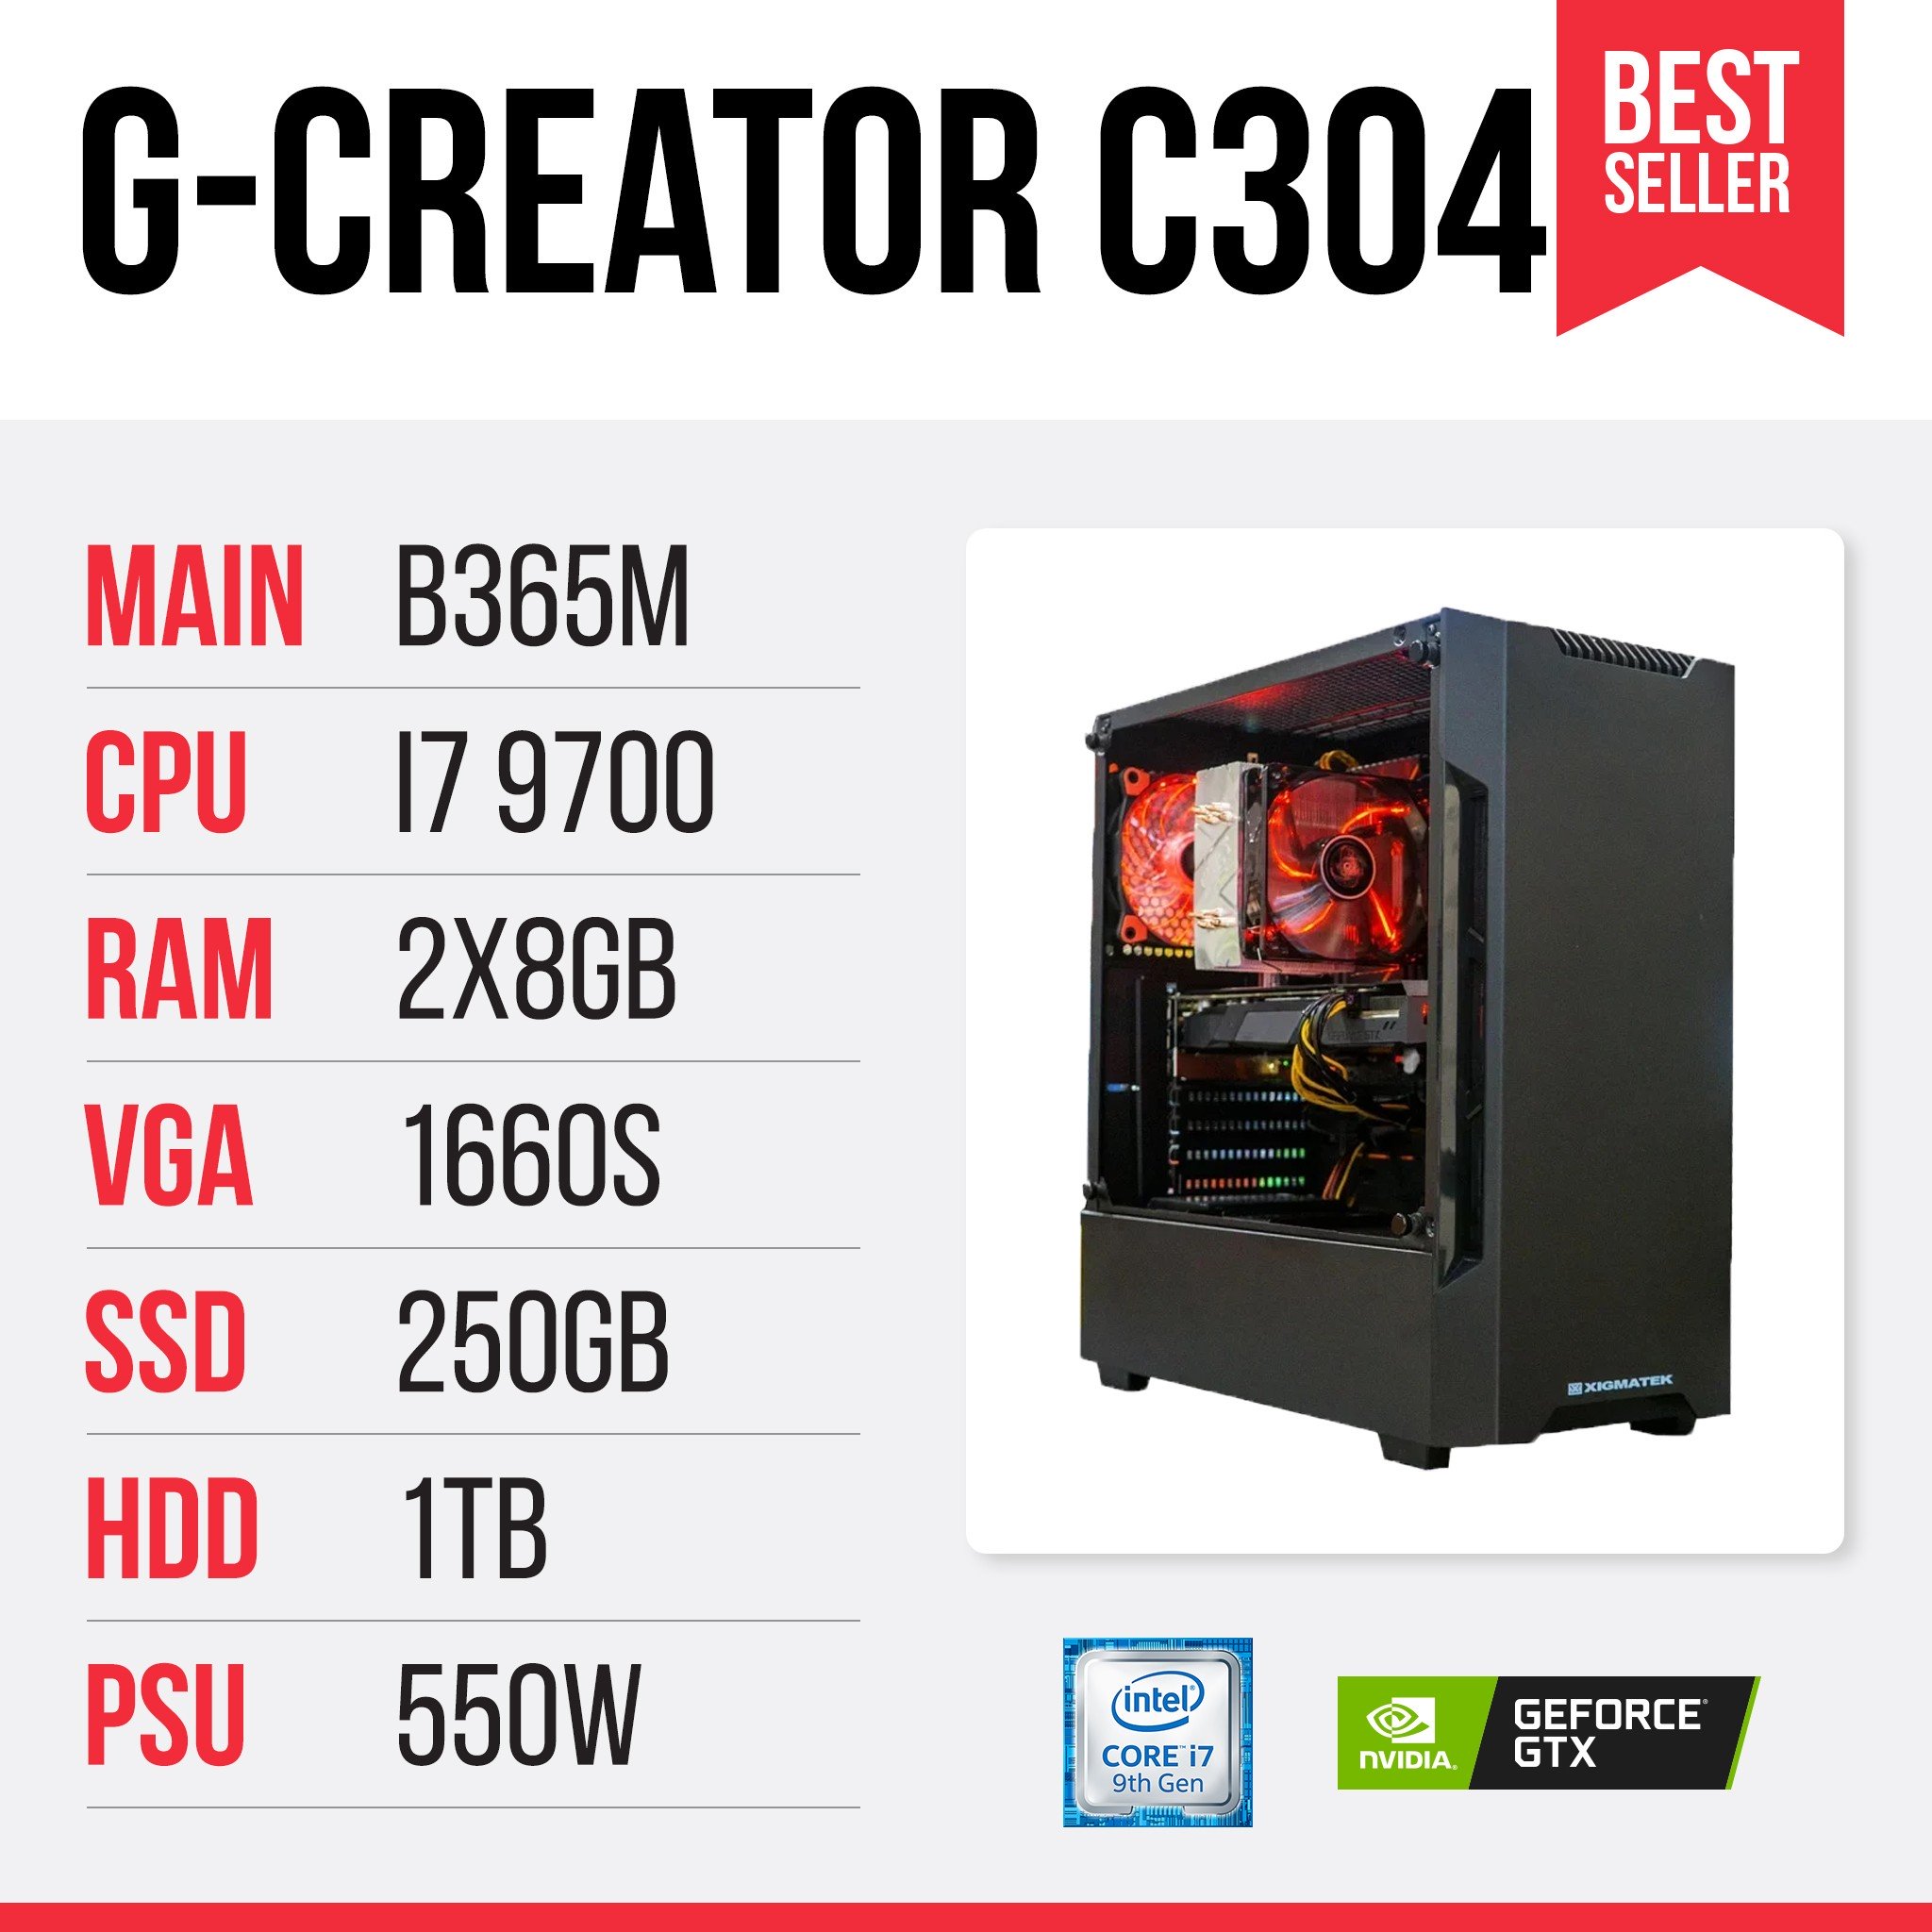 G-CREATOR C304
BEST
SELLER
MAIN B365M
CPU I7 9700
RAM 2X8GB
VGA 1660S
SSD 250GB
HDD 1TB
PSU 550W
XIGMATEK
intel®
CORE™ i7
9th Gen
NVIDIA®
GEFORCE®
GTX